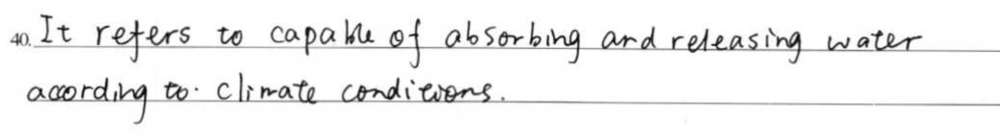 40. It refers to capable of absorbing and releasing water
according to. climate conditions.